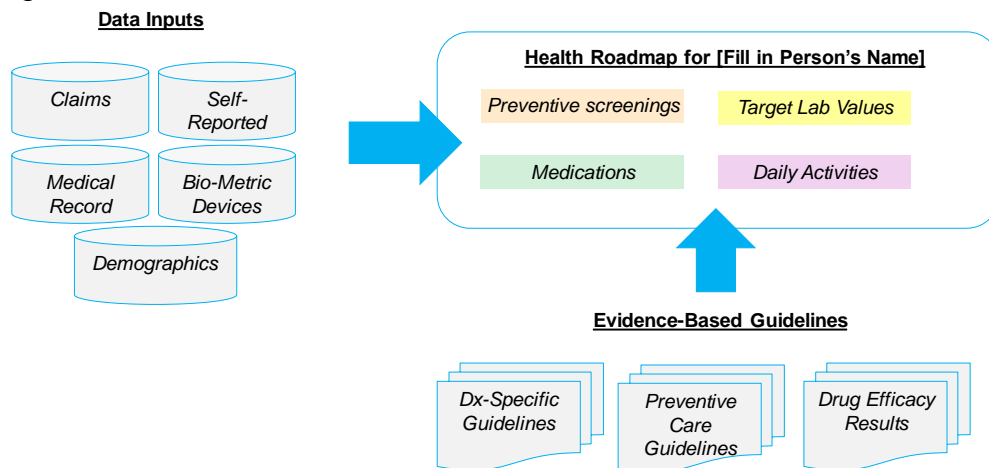 Data Inputs
Claims
Self-
Reported
Medical
Record
Bio-Metric
Devices
Demographics
Health Roadmap for [Fill in Person's Name]
Preventive screenings
Target Lab Values
Medications
Daily Activities
Evidence-Based Guidelines
Dx-Specific
Guidelines
Preventive
Care
Guidelines
Drug Efficacy
Results